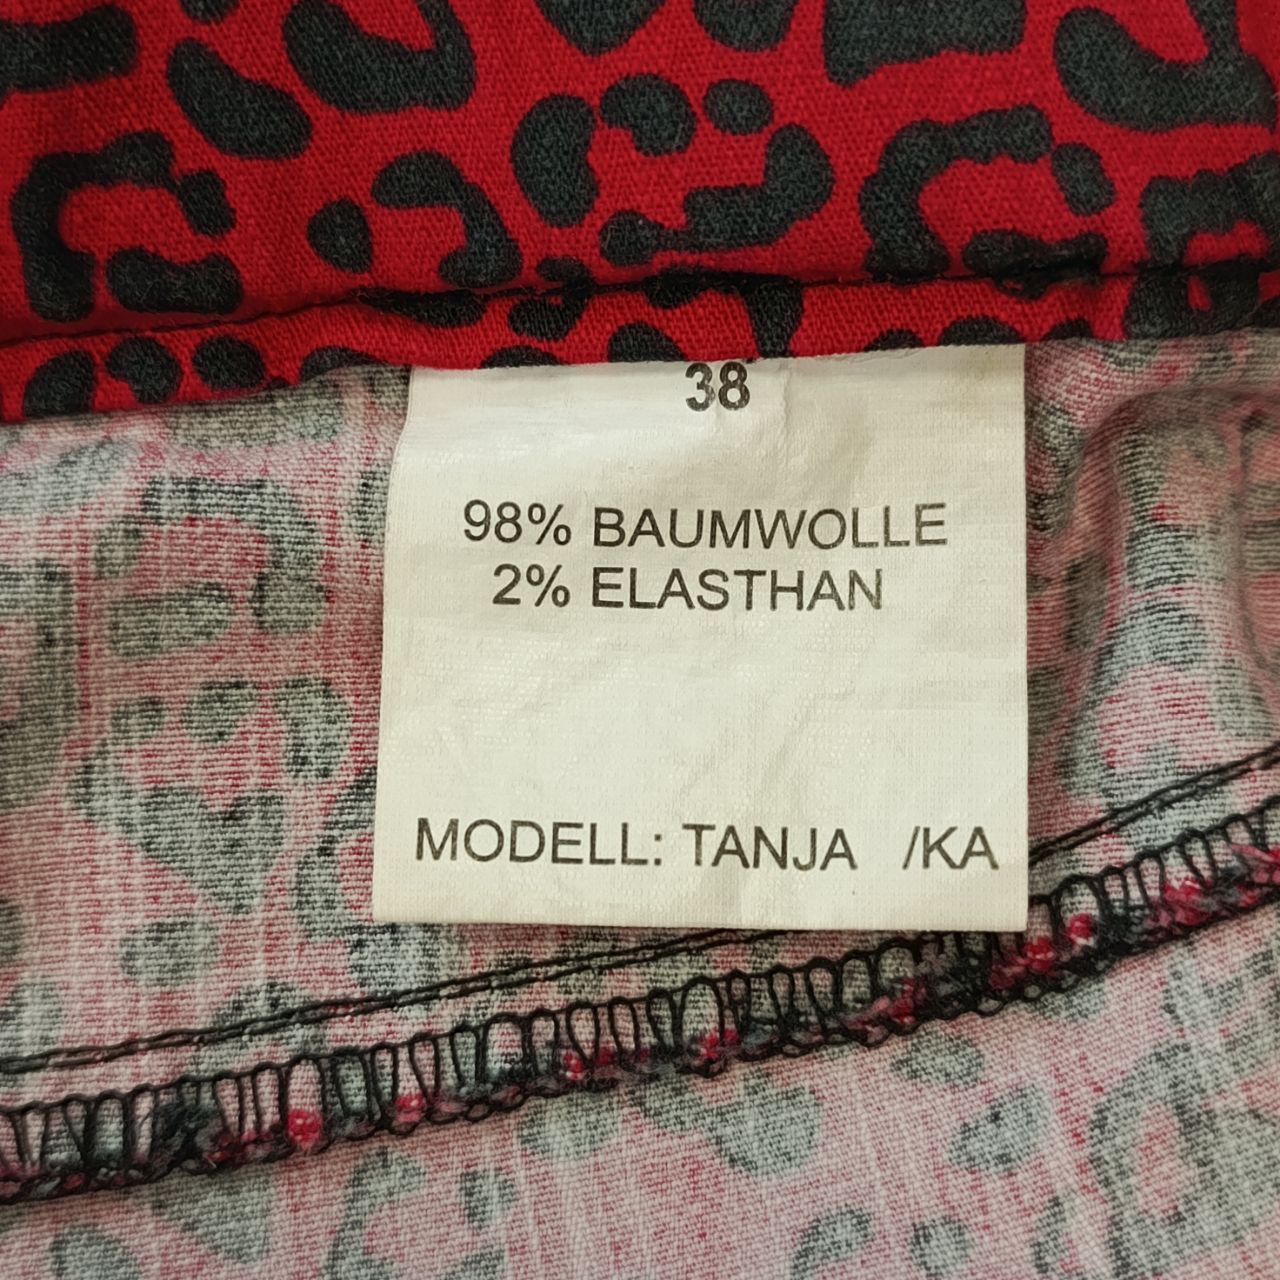 38
98% BAUMWOLLE
2% ELASTHAN
MODELL: TANJA /KA